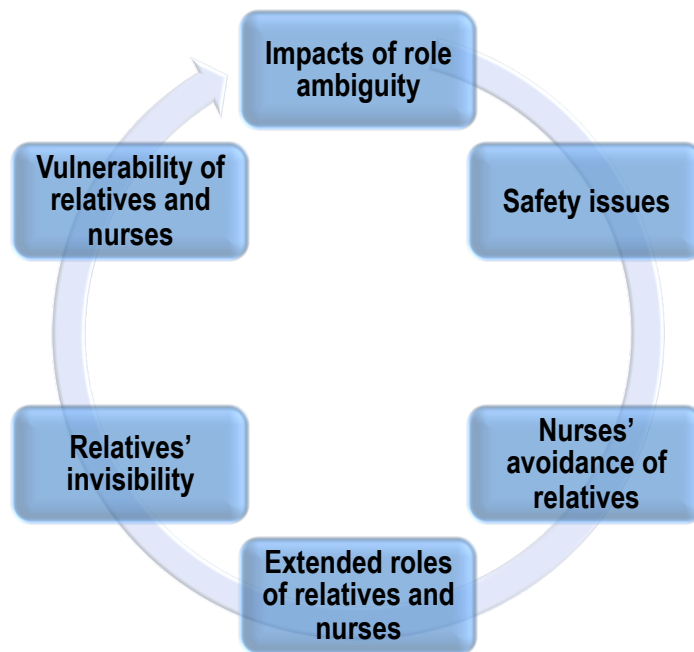 Impacts of role
ambiguity
Safety issues
Nurses’
avoidance of
relatives
Extended roles
of relatives and
nurses
Relatives’
invisibility
Vulnerability of
relatives and
nurses